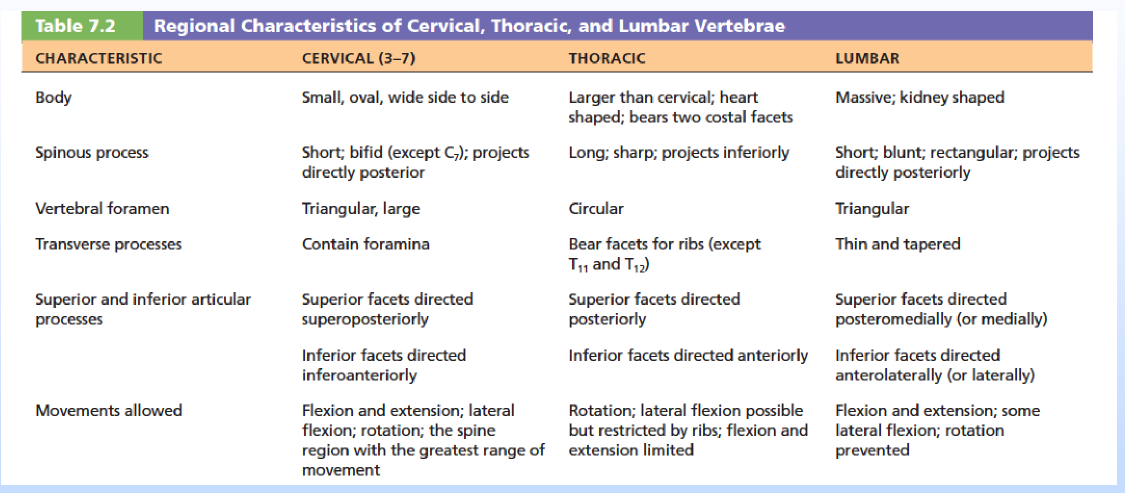 Table 7.2 Regional Characteristics of Cervical, Thoracic, and Lumbar Vertebrae
CHARACTERISTIC CERVICAL (3–7) THORACIC LUMBAR
Body Small, oval, wide side to side Larger than cervical; heart Massive; kidney shaped
shaped; bears two costal facets
Spinous process Short; bifid (except C₇); projects Long; sharp; projects inferiorly Short; blunt; rectangular; projects
directly posterior directly posteriorly
Vertebral foramen Triangular, large Circular Triangular
Transverse processes Contain foramina Bear facets for ribs (except Thin and tapered
T₁₁ and T₁₂)
Superior and inferior articular Superior facets directed Superior facets directed Superior facets directed
processes superoposteriorly posteriorly posteromedially (or medially)
Inferior facets directed Inferior facets directed anteriorly Inferior facets directed
inferoanteriorly anterolaterally (or laterally)
Movements allowed Flexion and extension; lateral Rotation; lateral flexion possible Flexion and extension; some
flexion; rotation; the spine but restricted by ribs; flexion and lateral flexion; rotation
region with the greatest range of extension limited prevented
movement